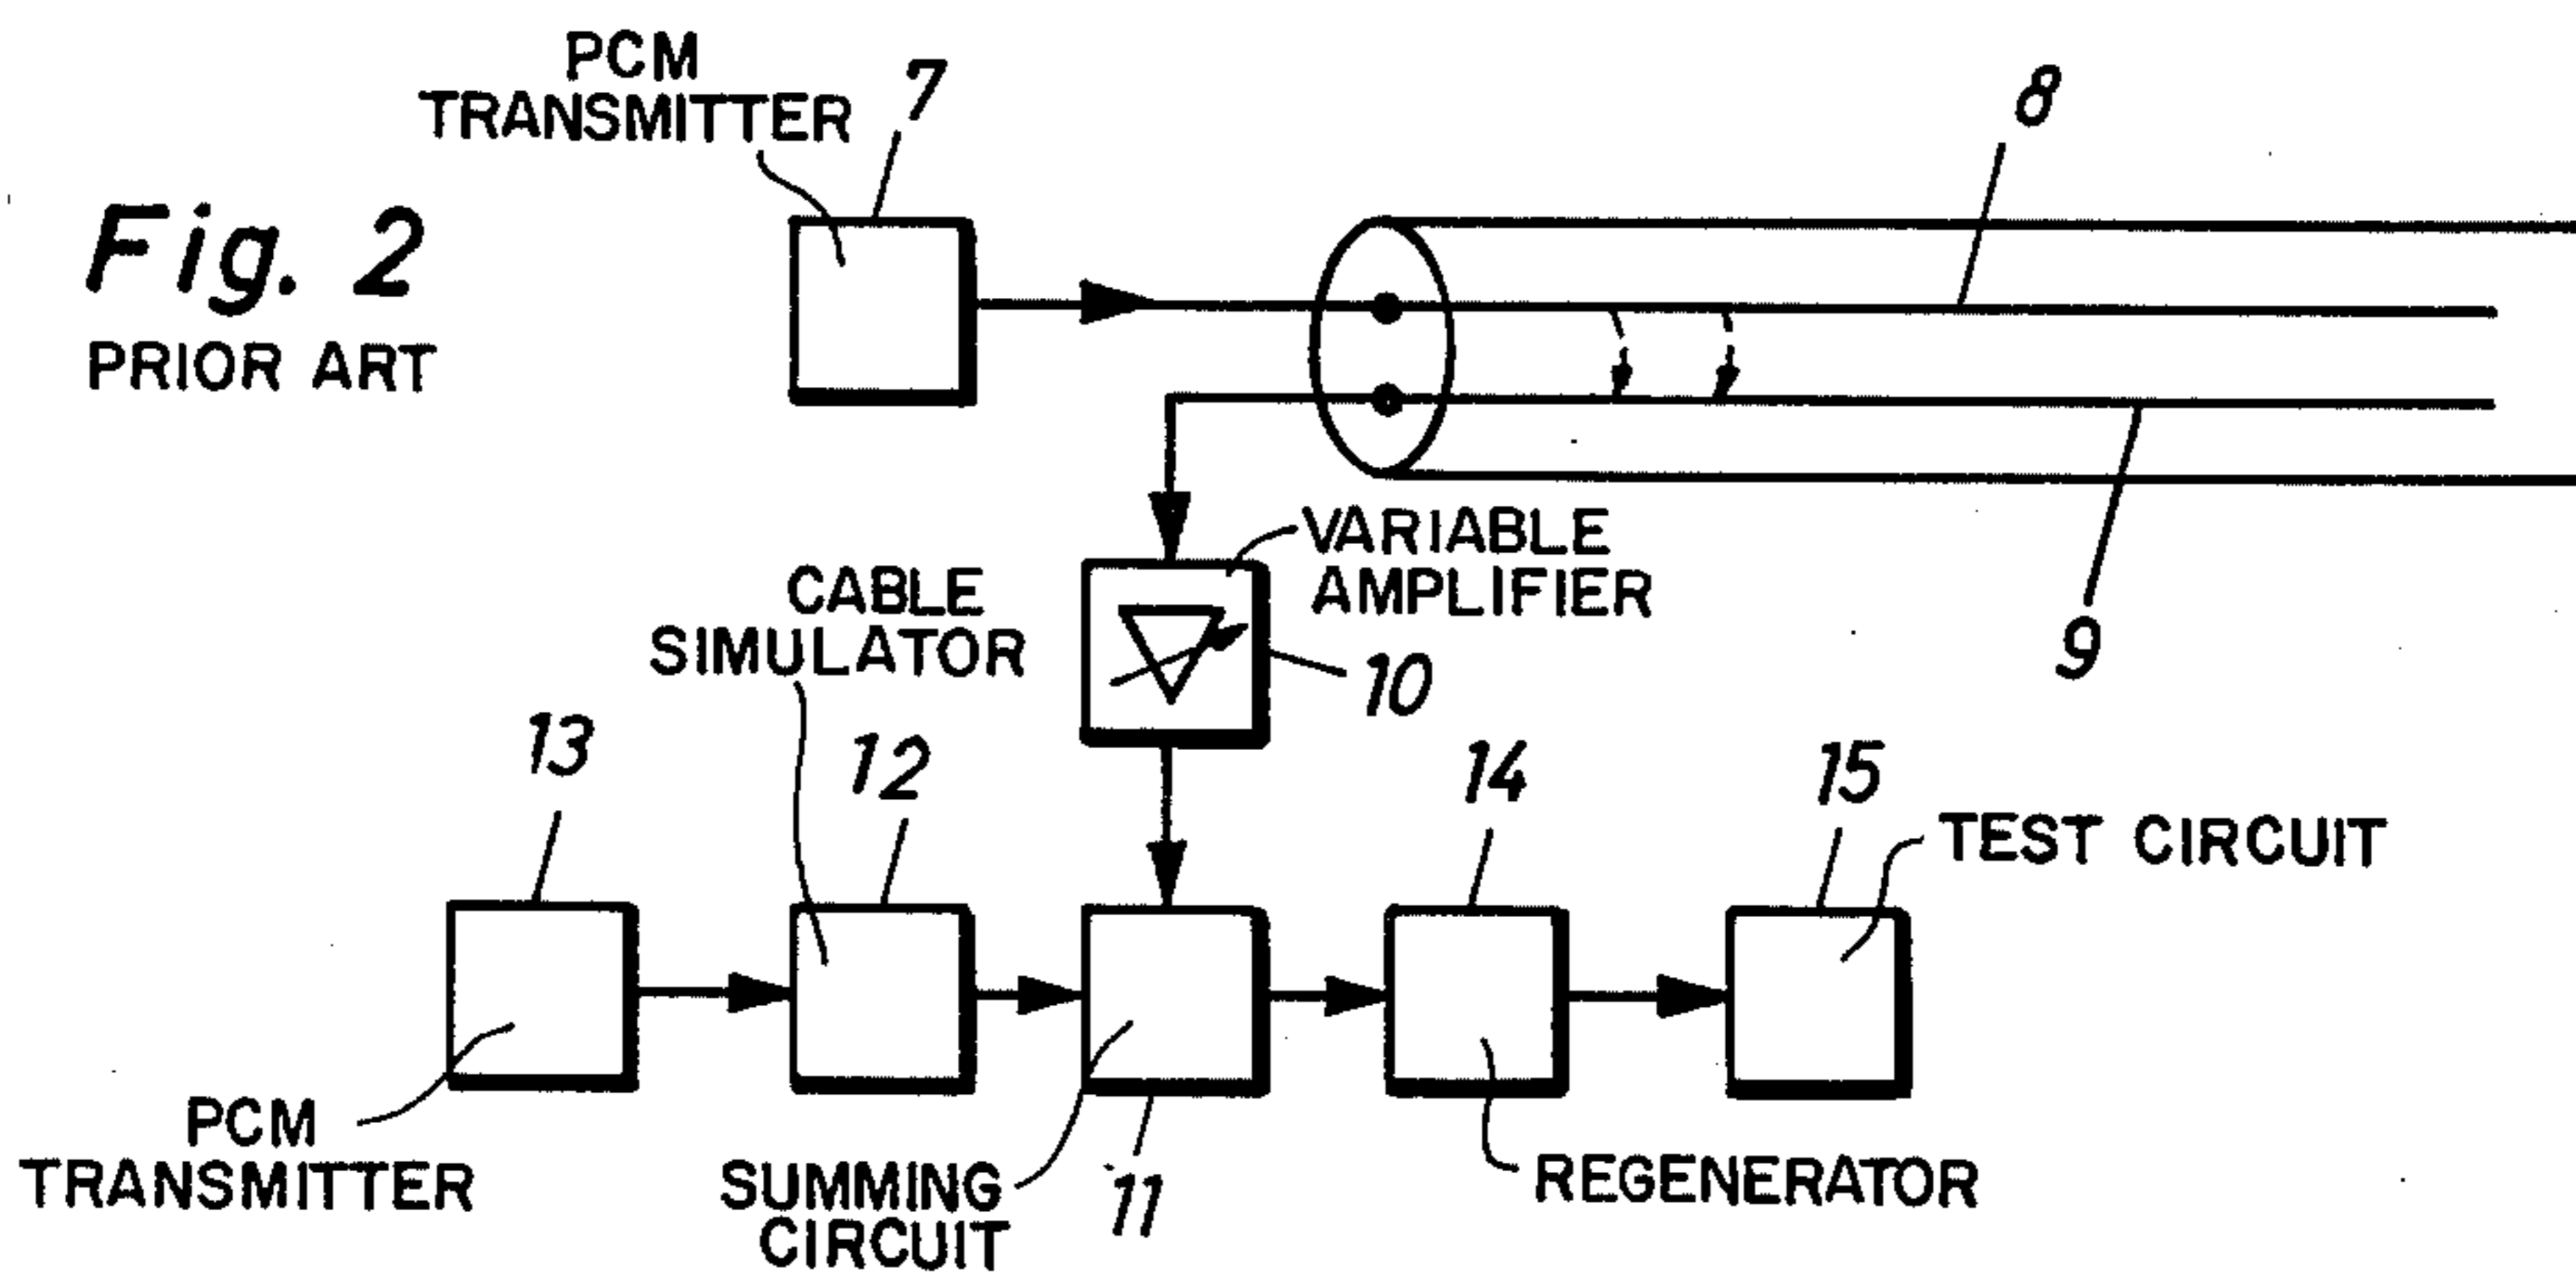 PCM
TRANSMITTER
7
8
Fig. 2
PRIOR ART
VARIABLE
AMPLIFIER
CABLE
SIMULATOR
9
10
13
12
14
15
TEST CIRCUIT
PCM
TRANSMITTER
SUMMING
CIRCUIT
11
REGENERATOR